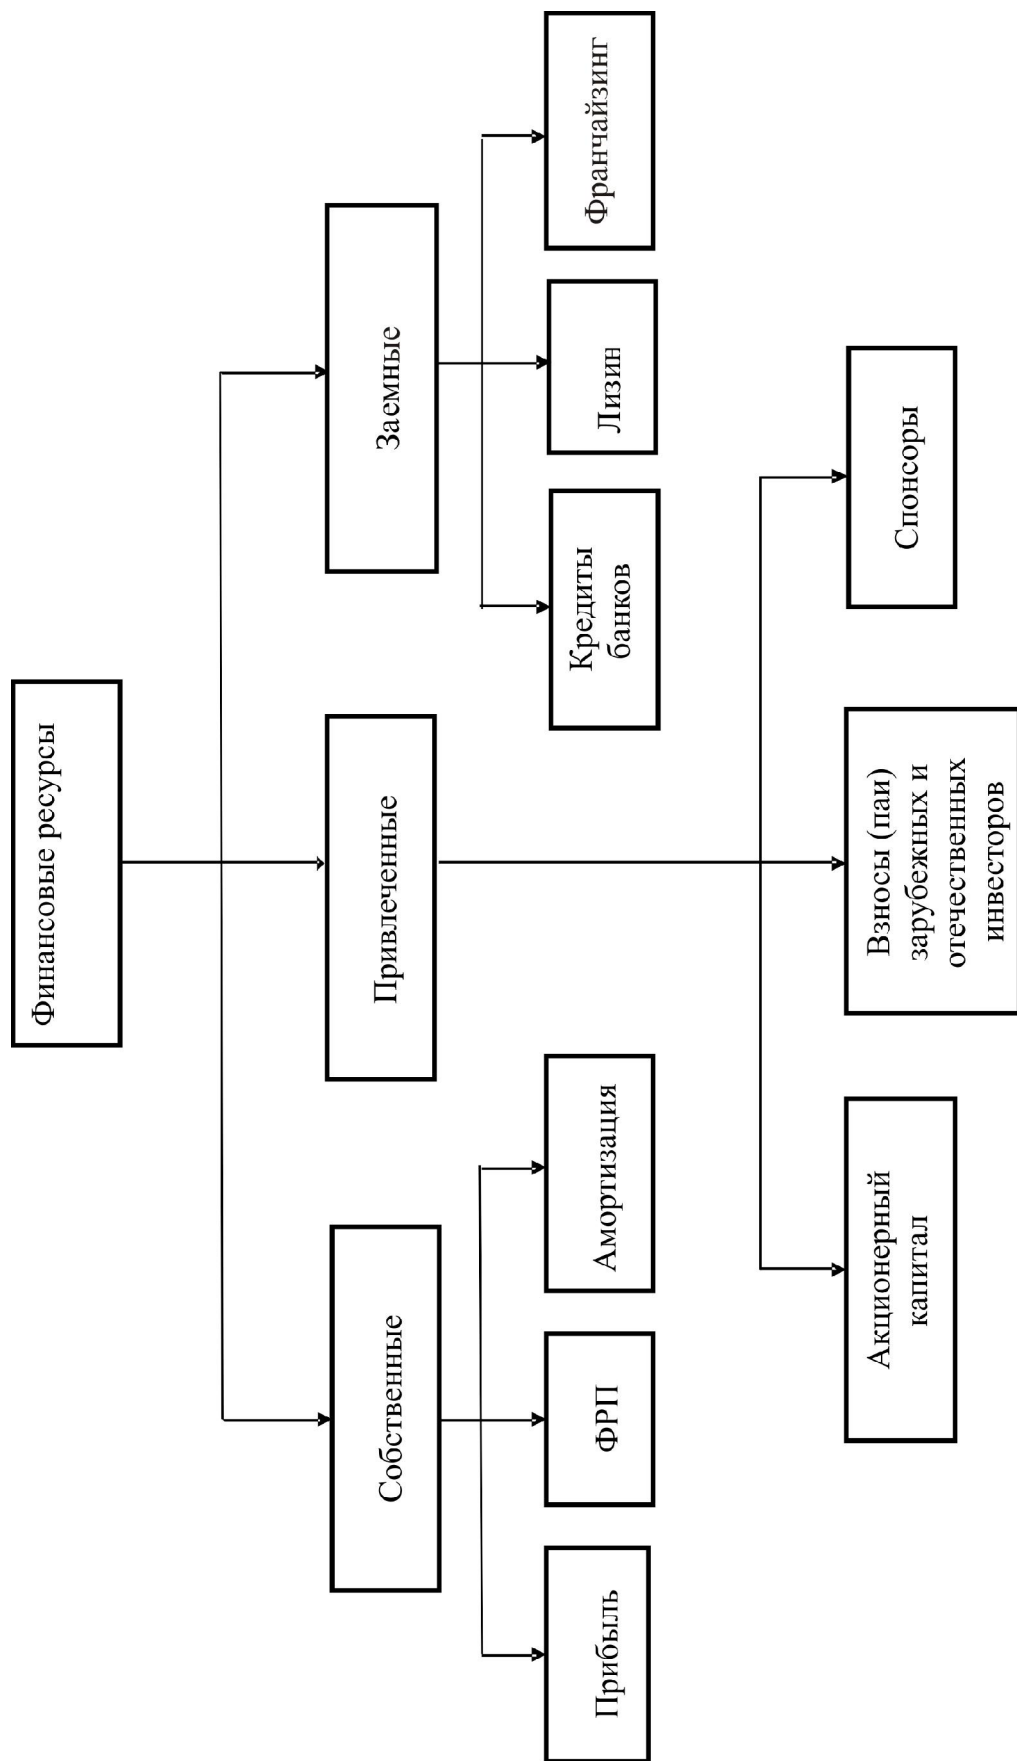 Финансовые ресурсы
Собственные
Привлеченные
Заемные
Прибыль
ФРП
Амортизация
Кредиты
банков
Лизин
Франчайзинг
Акционерный
капитал
Взносы (паи)
зарубежных и
отечественных
инвесторов
Спонсоры